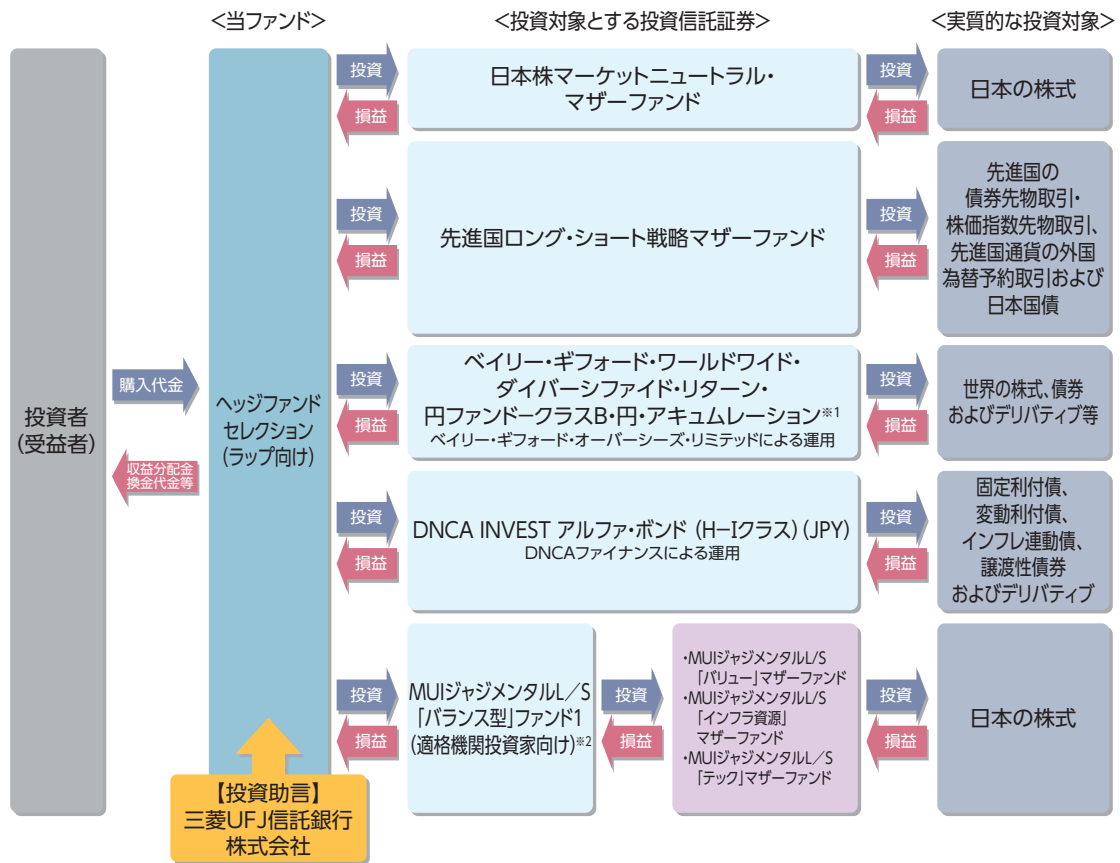 <当ファンド>
<投資対象とする投資信託証券>
<実質的な投資対象>
投資者
(受益者)
購入代金
収益分配金
換金代金等
ヘッジファンド
セレクション
(ラップ向け)
【投資助言】
三菱UFJ信託銀行
株式会社
投資
損益
日本株マーケットニュートラル・
マザーファンド
投資
損益
日本の株式
投資
損益
先進国ロング・ショート戦略マザーファンド
投資
損益
先進国の
債券先物取引・
株価指数先物取引、
先進国通貨の外国
為替予約取引および
日本国債
投資
損益
ベイリー・ギフォード・ワールドワイド・
ダイバーシファイド・リターン・
円ファンド−クラスB・円・アキュムレーション※1
ベイリー・ギフォード・オーバーシーズ・リミテッドによる運用
投資
損益
世界の株式、債券
およびデリバティブ等
投資
損益
DNCA INVEST アルファ・ボンド (H−Iクラス) (JPY)
DNCAファイナンスによる運用
投資
損益
固定利付債、
変動利付債、
インフレ連動債、
譲渡性債券
およびデリバティブ
投資
損益
MUIジャジメンタルL／S
「バランス型」ファンド1
(適格機関投資家向け)※2
投資
損益
・MUIジャジメンタルL/S
「バリュー」マザーファンド
・MUIジャジメンタルL/S
「インフラ資源」
マザーファンド
・MUIジャジメンタルL／S
「テック」マザーファンド
投資
損益
日本の株式